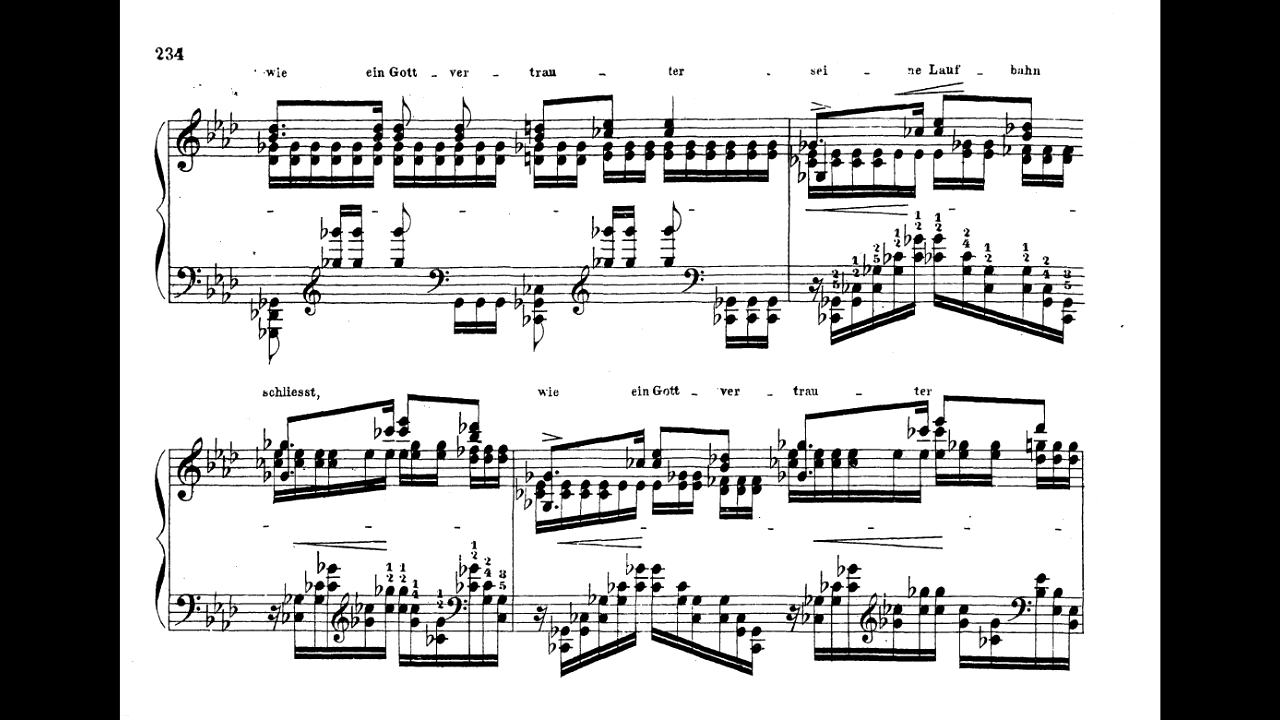 234
wie ein Gott - ver - trau - ter sei - ne Lauf - bahn
schliesst, wie ein Gott - ver - trau - ter